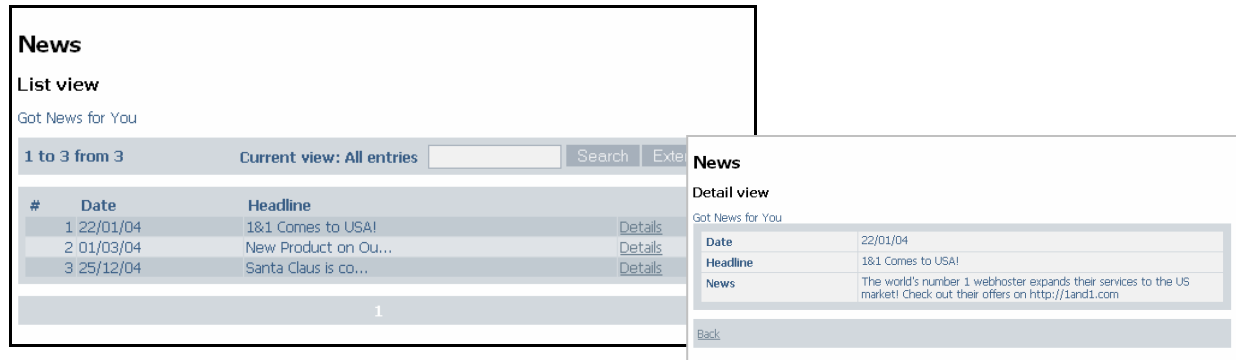 News
List view
Got News for You
1 to 3 from 3 Current view: All entries Search
# Date Headline
1 22/01/04 1&1 Comes to USA! Details
2 01/03/04 New Product on Ou... Details
3 25/12/04 Santa Claus is co... Details
1
News
Detail view
Got News for You
Date 22/01/04
Headline 1&1 Comes to USA!
News The world's number 1 webhoster expands their services to the US
market! Check out their offers on http://1and1.com
Back